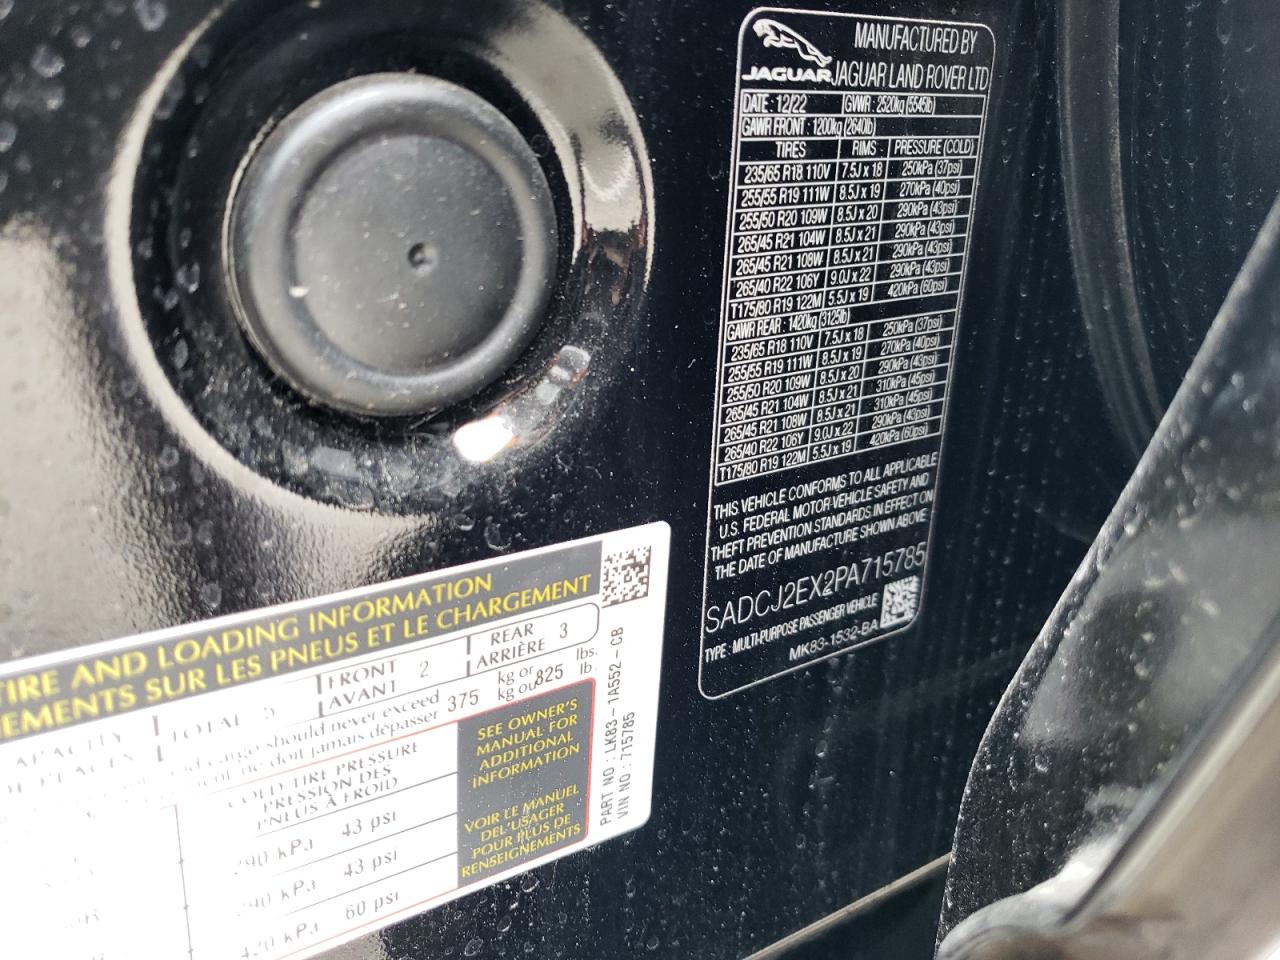 JAGUAR
MANUFACTURED BY
JAGUAR LAND ROVER LTD
DATE : 12/22 GVWR : 2520kg (5545lb)
GAWR FRONT : 1200kg (2640lb)
TIRES RIMS PRESSURE (COLD)
235/65 R18 110V 7.5J x 18 250kPa (37psi)
255/55 R19 111W 8.5J x 19 270kPa (40psi)
255/50 R20 109W 8.5J x 20 290kPa (43psi)
265/45 R21 104W 8.5J x 21 290kPa (43psi)
265/45 R21 108W 8.5J x 21 290kPa (43psi)
265/40 R22 106Y 9.0J x 22 290kPa (43psi)
T175/80 R19 122M 5.5J x 19 420kPa (60psi)
GAWR REAR : 1420kg (3125lb)
235/65 R18 110V 7.5J x 18 250kPa (37psi)
255/55 R19 111W 8.5J x 19 270kPa (40psi)
255/50 R20 109W 8.5J x 20 290kPa (43psi)
265/45 R21 104W 8.5J x 21 310kPa (45psi)
265/45 R21 108W 8.5J x 21 310kPa (45psi)
265/40 R22 106Y 9.0J x 22 290kPa (43psi)
T175/80 R19 122M 5.5J x 19 420kPa (60psi)
THIS VEHICLE CONFORMS TO ALL APPLICABLE
U.S. FEDERAL MOTOR VEHICLE SAFETY AND
THEFT PREVENTION STANDARDS IN EFFECT ON
THE DATE OF MANUFACTURE SHOWN ABOVE
SADCJ2EX2PA715785
TYPE : MULTI-PURPOSE PASSENGER VEHICLE
MK83-1532-BA
TIRE AND LOADING INFORMATION
SUR LES PNEUS ET LE CHARGEMENT
TOTAL 5 FRONT AVANT 2 REAR ARRIÈRE 3
cargo should never exceed
ne doit jamais dépasser 375 kg or kg ou 825 lbs. lb.
COLD TIRE PRESSURE
PRESSION DES
PNEUS À FROID
290 kPa 43 psi
290 kPa 43 psi
420 kPa 60 psi
SEE OWNER'S
MANUAL FOR
ADDITIONAL
INFORMATION
VOIR LE MANUEL
DEL'USAGER
POUR PLUS DE
RENSEIGNEMENTS
PART NO : LK83-1A552-CB
VIN NO : 715785